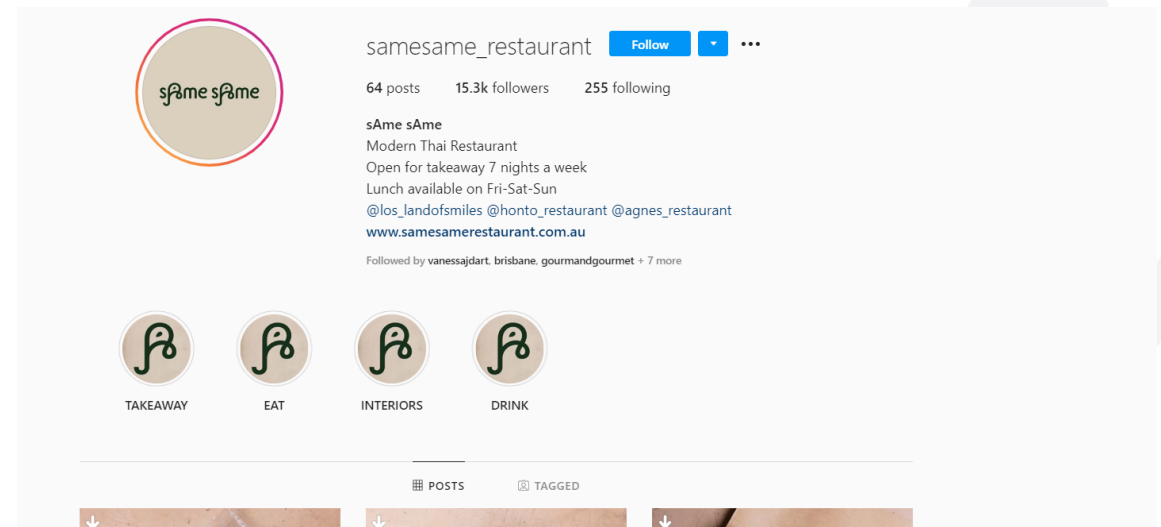 sAme sAme
samesame_restaurant Follow
64 posts 15.3k followers 255 following
sAme sAme
Modern Thai Restaurant
Open for takeaway 7 nights a week
Lunch available on Fri-Sat-Sun
@los_landofsmiles @honto_restaurant @agnes_restaurant
www.samesamerestaurant.com.au
Followed by vanessajdart, brisbane, gourmandgourmet + 7 more
A A A A
TAKEAWAY EAT INTERIORS DRINK
POSTS TAGGED